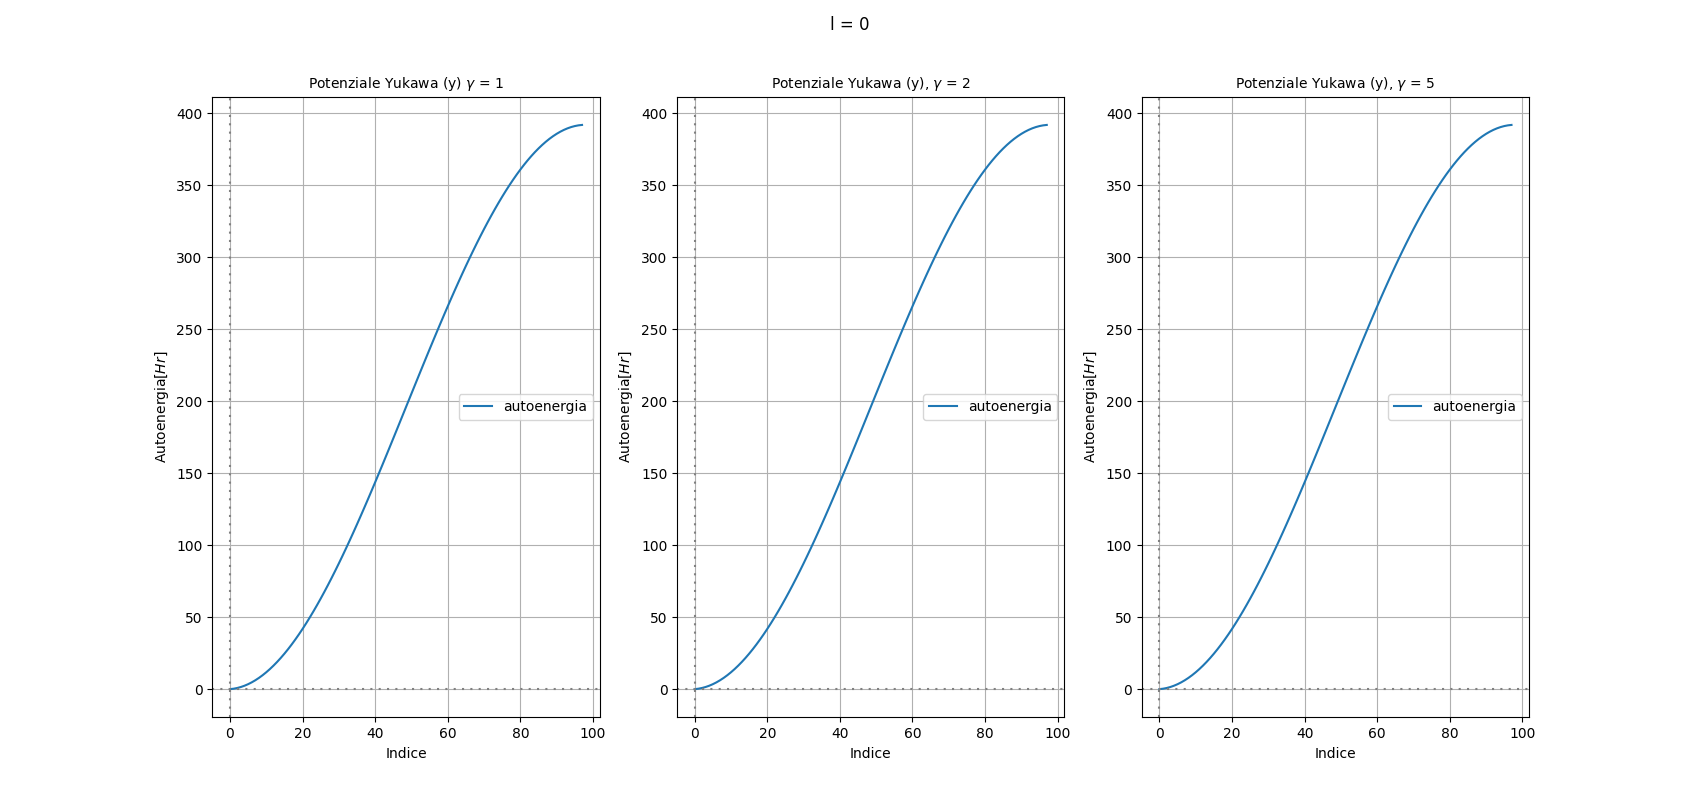 l = 0
Potenziale Yukawa (y) γ = 1
400
350
300
250
200
150
100
50
0
Autoenergia[Hr]
autoenergia
0 20 40 60 80 100
Indice
Potenziale Yukawa (y), γ = 2
400
350
300
250
200
150
100
50
0
Autoenergia[Hr]
autoenergia
0 20 40 60 80 100
Indice
Potenziale Yukawa (y), γ = 5
400
350
300
250
200
150
100
50
0
Autoenergia[Hr]
autoenergia
0 20 40 60 80 100
Indice